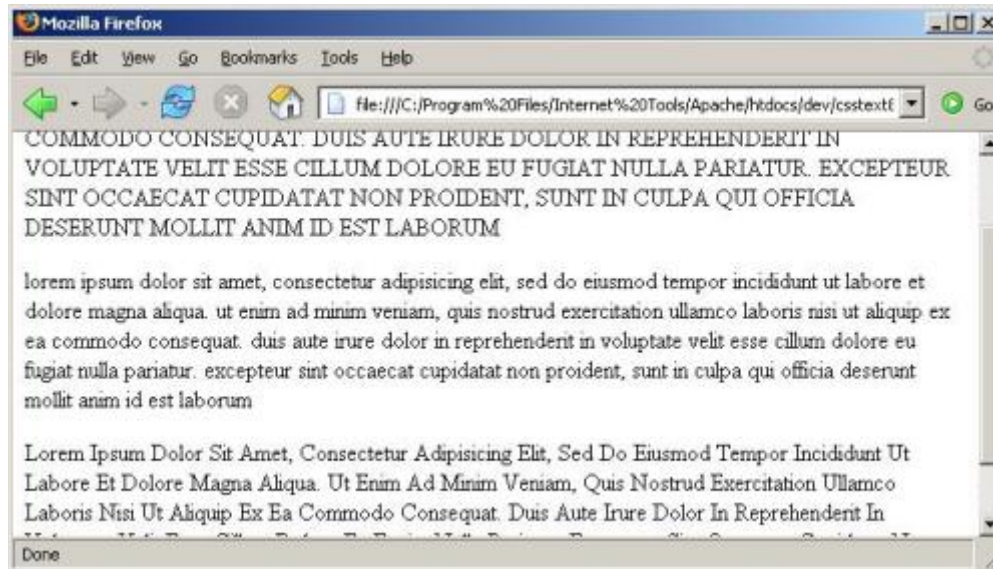 Mozilla Firefox
File Edit View Go Bookmarks Tools Help
file:///C:/Program%20Files/Internet%20Tools/Apache/htdocs/dev/csstext Go
COMMODO CONSEQUAT. DUIS AUTE IRURE DOLOR IN REPREHENDERIT IN
VOLUPTATE VELIT ESSE CILLUM DOLORE EU FUGIAT NULLA PARIATUR. EXCEPTEUR
SINT OCCAECAT CUPIDATAT NON PROIDENT, SUNT IN CULPA QUI OFFICIA
DESERUNT MOLLIT ANIM ID EST LABORUM
lorem ipsum dolor sit amet, consectetur adipisicing elit, sed do eiusmod tempor incididunt ut labore et
dolore magna aliqua. ut enim ad minim veniam, quis nostrud exercitation ullamco laboris nisi ut aliquip ex
ea commodo consequat. duis aute irure dolor in reprehenderit in voluptate velit esse cillum dolore eu
fugiat nulla pariatur. excepteur sint occaecat cupidatat non proident, sunt in culpa qui officia deserunt
mollit anim id est laborum
Lorem Ipsum Dolor Sit Amet, Consectetur Adipisicing Elit, Sed Do Eiusmod Tempor Incididunt Ut
Labore Et Dolore Magna Aliqua. Ut Enim Ad Minim Veniam, Quis Nostrud Exercitation Ullamco
Laboris Nisi Ut Aliquip Ex Ea Commodo Consequat. Duis Aute Irure Dolor In Reprehenderit In
Done